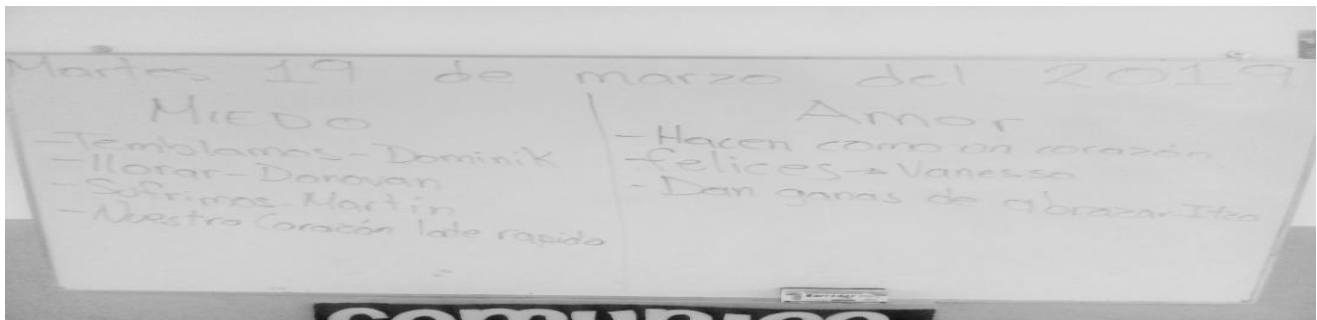 Martes 19 de marzo del 2019
MIEDO
- Temblamos - Dominik
- llorar - Donovan
- Sufrimos - Martin
- Nuestro Corazón late rapido
Amor
- Hacen como un corazón
- felices → Vanessa
- Dan ganas de abrazar Itza